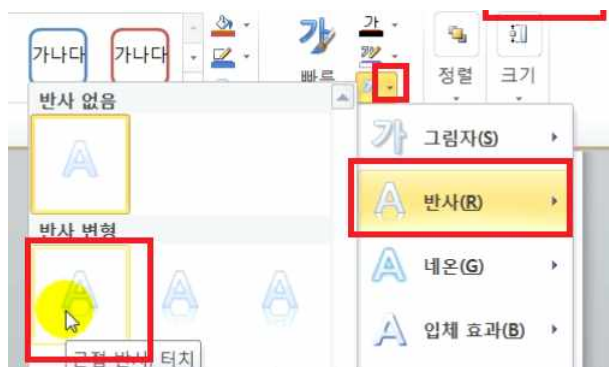 가나다 가나다 빠른 가 가 정렬 크기
반사 없음
A
가 그림자(S)
A 반사(R)
반사 변형
A A A
A 네온(G)
A 입체 효과(B)
근접 반사, 터치